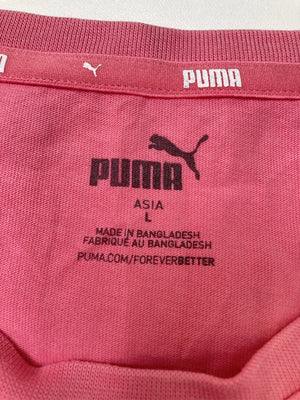 PUMA
PUMA
ASIA
L
MADE IN BANGLADESH
FABRIQUÉ AU BANGLADESH
PUMA.COM/FOREVERBETTER